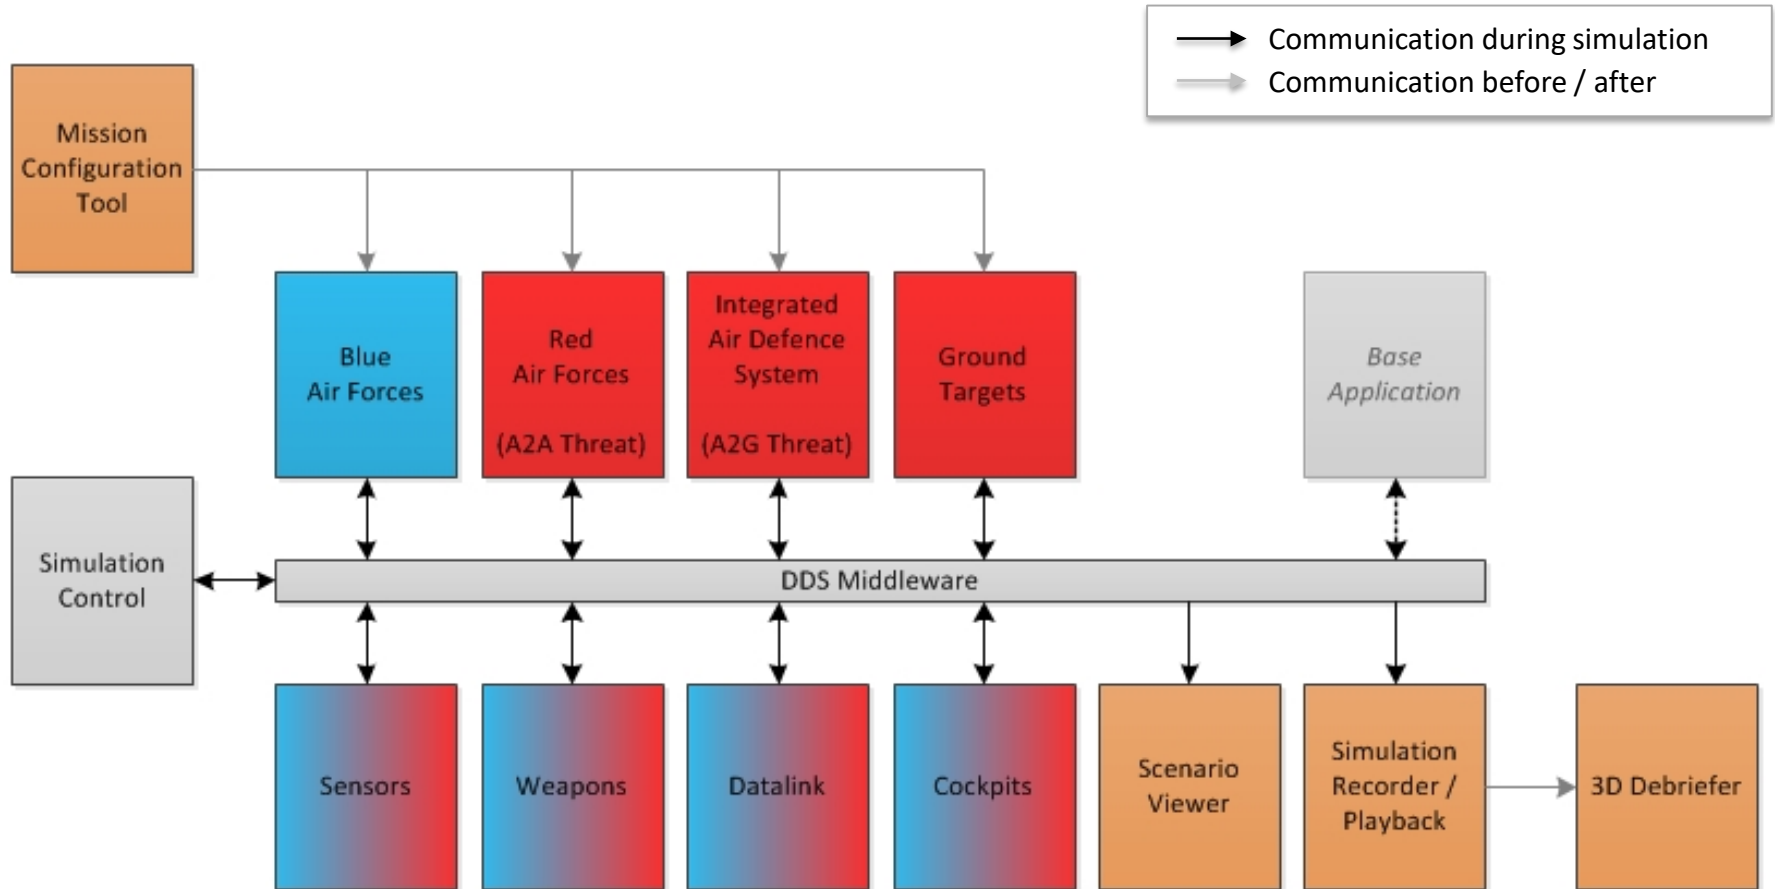 Communication during simulation
Communication before / after
Mission
Configuration
Tool
Blue
Air Forces
Red
Air Forces
(A2A Threat)
Integrated
Air Defence
System
(A2G Threat)
Ground
Targets
Base
Application
Simulation
Control
DDS Middleware
Sensors
Weapons
Datalink
Cockpits
Scenario
Viewer
Simulation
Recorder /
Playback
3D Debriefer